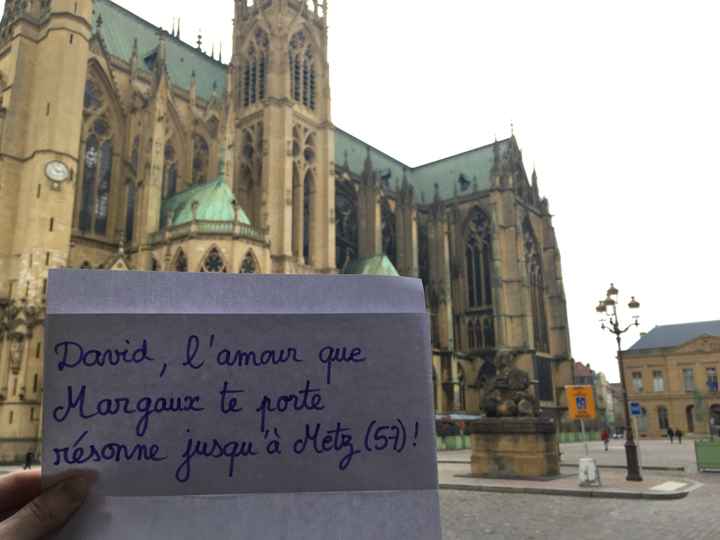 David, l'amour que
Margaux te porte
résonne jusqu'à Metz (57) !